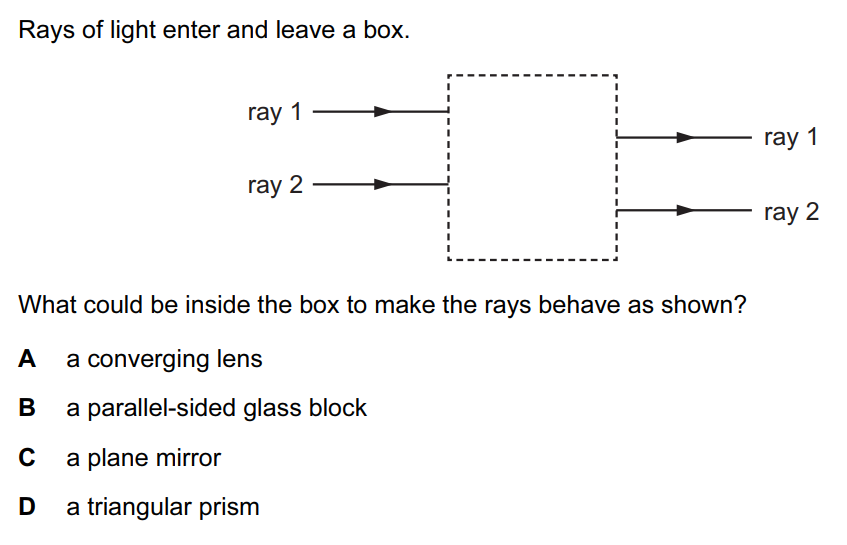 Rays of light enter and leave a box.
ray 1
ray 1
ray 2
ray 2
What could be inside the box to make the rays behave as shown?
A a converging lens
B a parallel-sided glass block
C a plane mirror
D a triangular prism